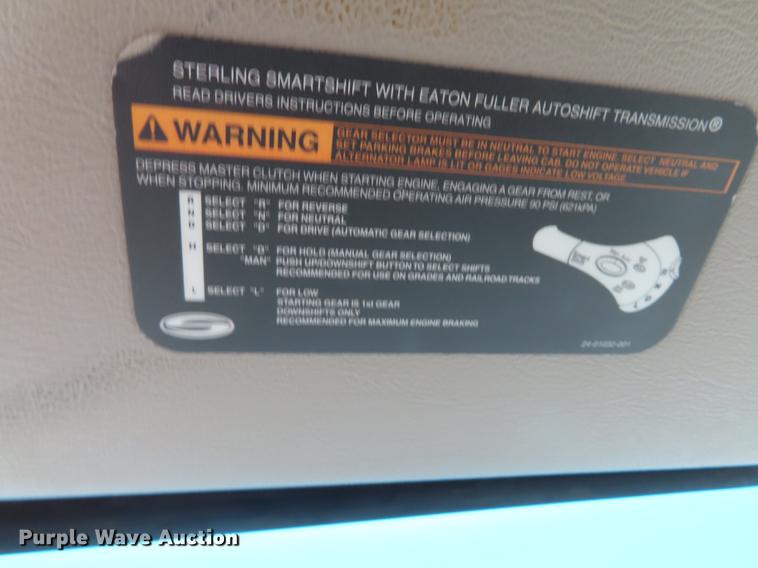 STERLING SMARTSHIFT WITH EATON FULLER AUTOSHIFT TRANSMISSION®
READ DRIVERS INSTRUCTIONS BEFORE OPERATING
WARNING
GEAR SELECTOR MUST BE IN NEUTRAL TO START ENGINE. SELECT NEUTRAL AND
SET PARKING BRAKES BEFORE LEAVING CAB. DO NOT OPERATE VEHICLE IF
ALTERNATOR LAMP IS LIT OR GAGES INDICATE LOW VOLTAGE.
DEPRESS MASTER CLUTCH WHEN STARTING ENGINE, ENGAGING A GEAR FROM REST, OR
WHEN STOPPING. MINIMUM RECOMMENDED OPERATING AIR PRESSURE 90 PSI (621kPA)
R SELECT "R" FOR REVERSE
N SELECT "N" FOR NEUTRAL
D SELECT "D" FOR DRIVE (AUTOMATIC GEAR SELECTION)
H SELECT "D" FOR HOLD (MANUAL GEAR SELECTION)
"MAN" PUSH UP/DOWNSHIFT BUTTON TO SELECT SHIFTS
RECOMMENDED FOR USE ON GRADES AND RAILROAD TRACKS
L SELECT "L" FOR LOW
STARTING GEAR IS 1st GEAR
DOWNSHIFTS ONLY
RECOMMENDED FOR MAXIMUM ENGINE BRAKING
24-01032-001
Purple Wave Auction